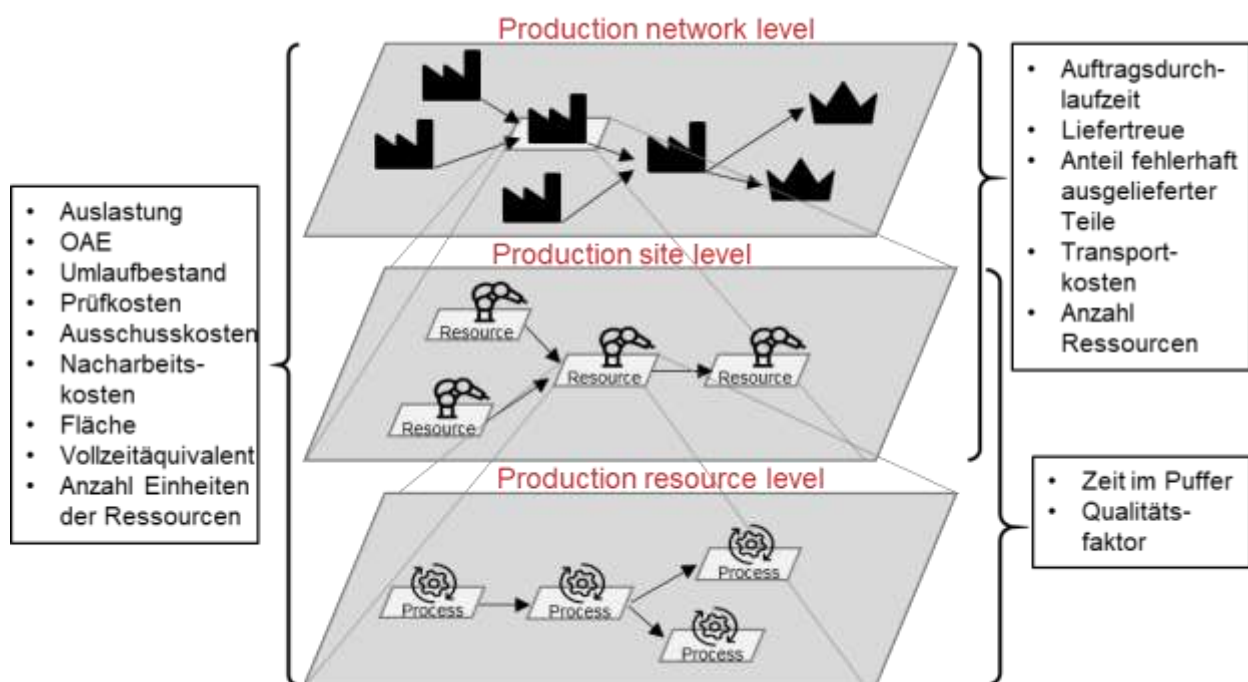 Production network level
• Auslastung
• OAE
• Umlaufbestand
• Prüfkosten
• Ausschusskosten
• Nacharbeits-
kosten
• Fläche
• Vollzeitäquivalent
• Anzahl Einheiten
der Ressourcen
Production site level
Resource
Resource
Resource
Resource
Production resource level
Process
Process
Process
Process
• Auftragsdurch-
laufzeit
• Liefertreue
• Anteil fehlerhaft
ausgelieferter
Teile
• Transport-
kosten
• Anzahl
Ressourcen
• Zeit im Puffer
• Qualitäts-
faktor